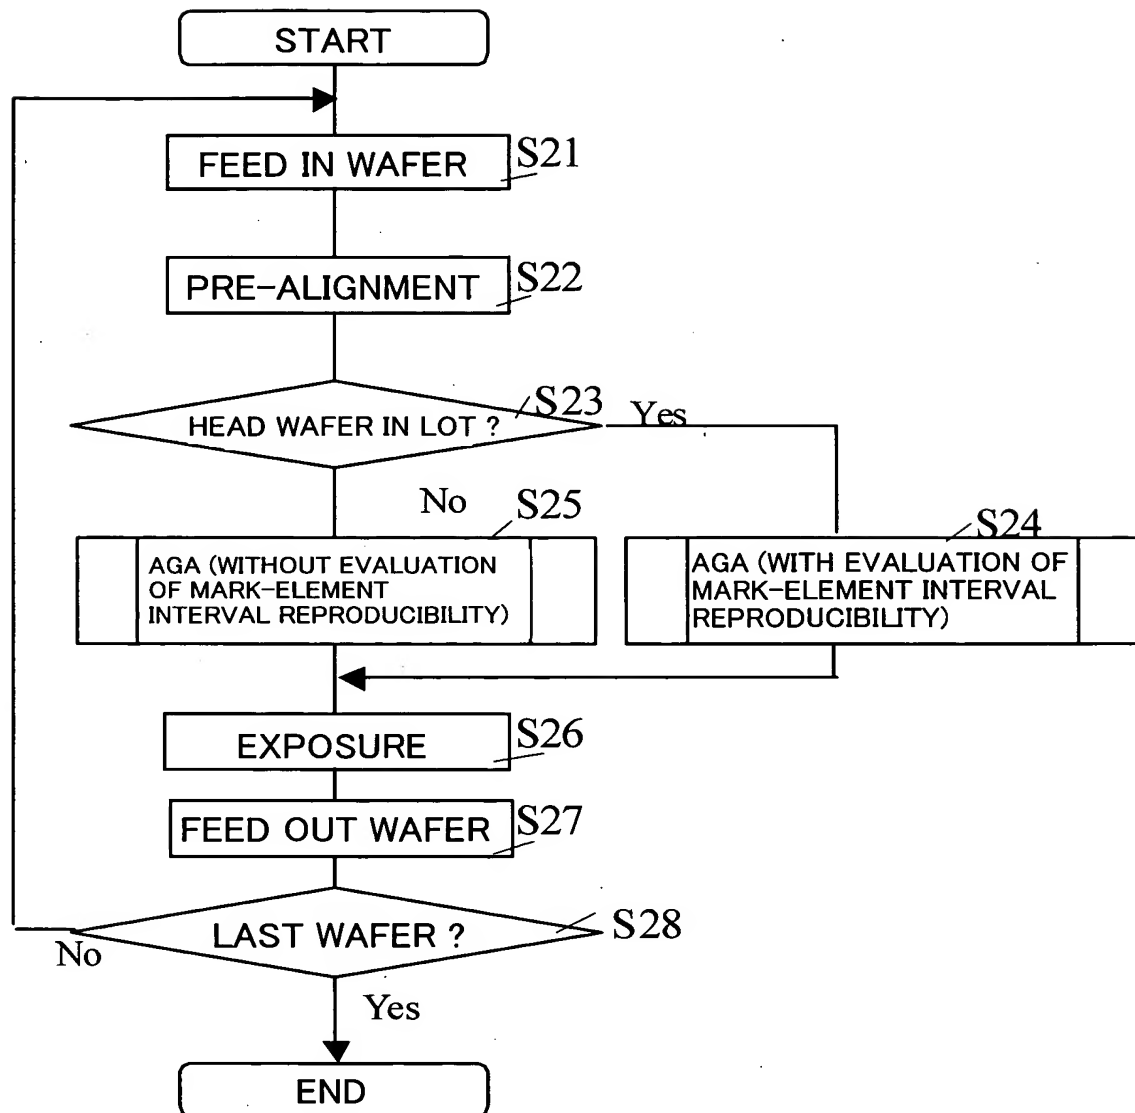 START
FEED IN WAFER
S21
PRE-ALIGNMENT
S22
HEAD WAFER IN LOT ?
S23
Yes
No
S25
AGA (WITHOUT EVALUATION
OF MARK-ELEMENT
INTERVAL REPRODUCIBILITY)
S24
AGA (WITH EVALUATION OF
MARK-ELEMENT INTERVAL
REPRODUCIBILITY)
EXPOSURE
S26
FEED OUT WAFER
S27
LAST WAFER ?
S28
No
Yes
END